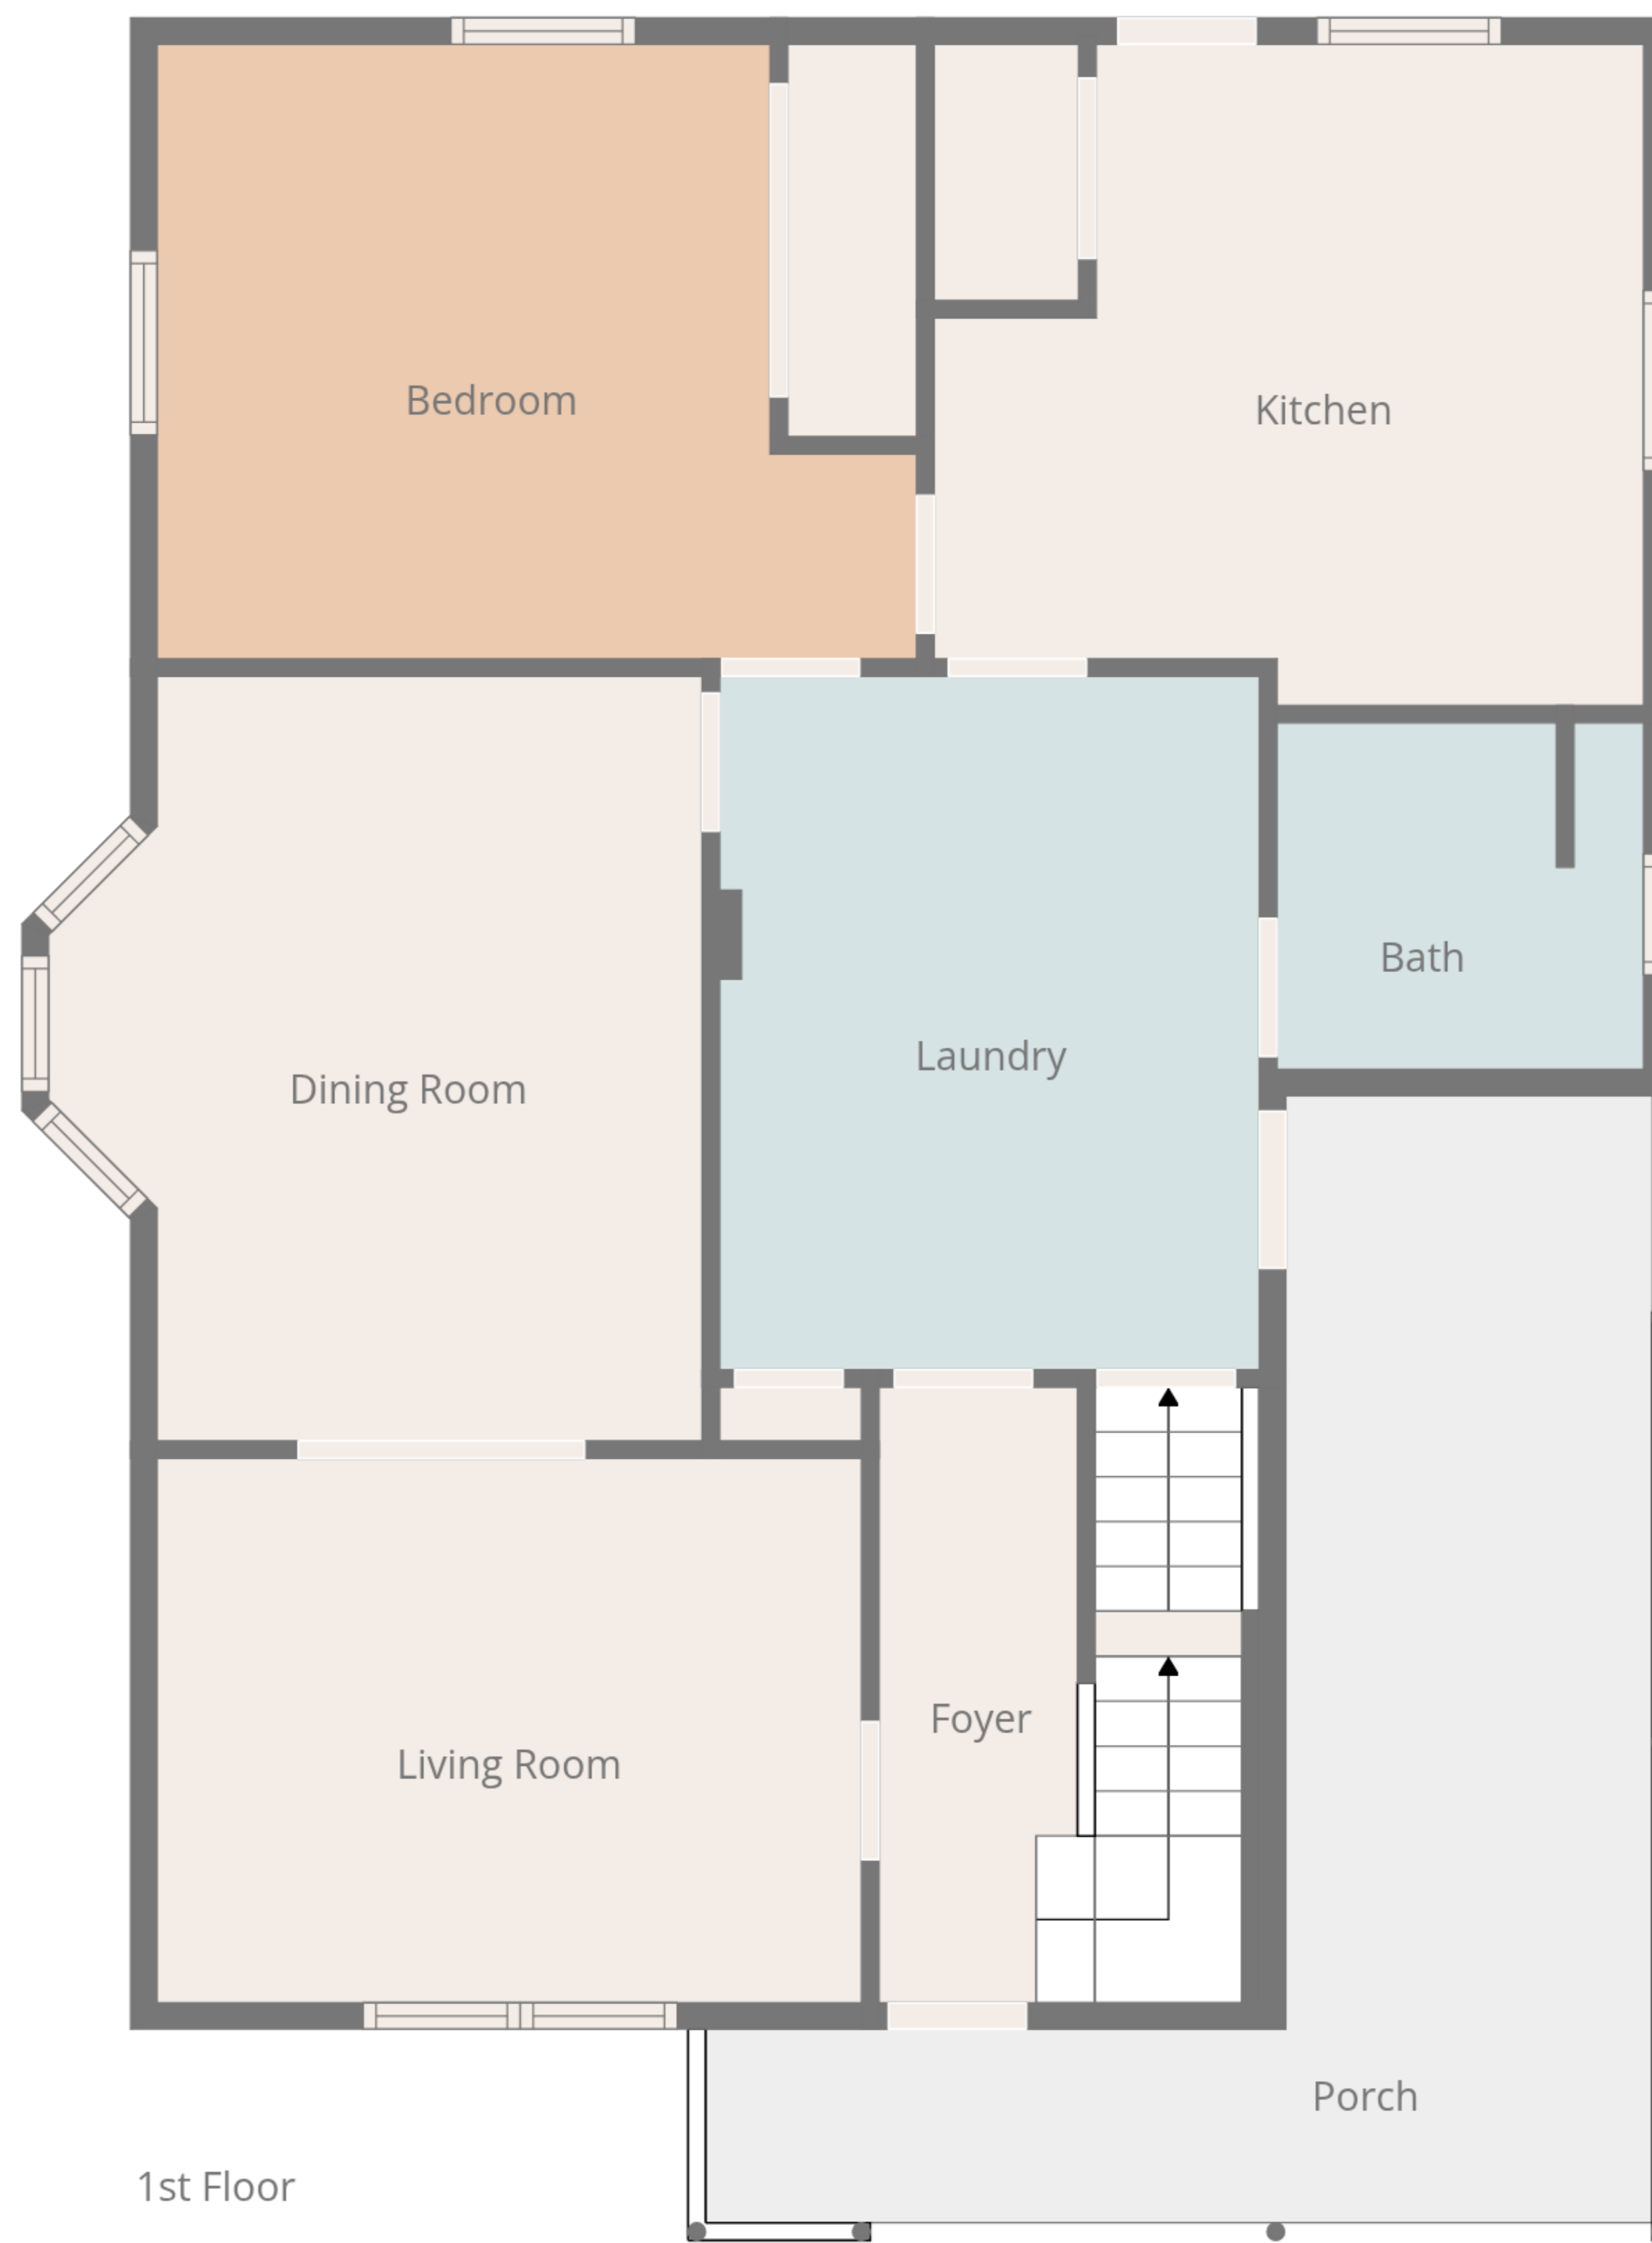 Bedroom
Kitchen
Bath
Laundry
Dining Room
Foyer
Living Room
Porch
1st Floor